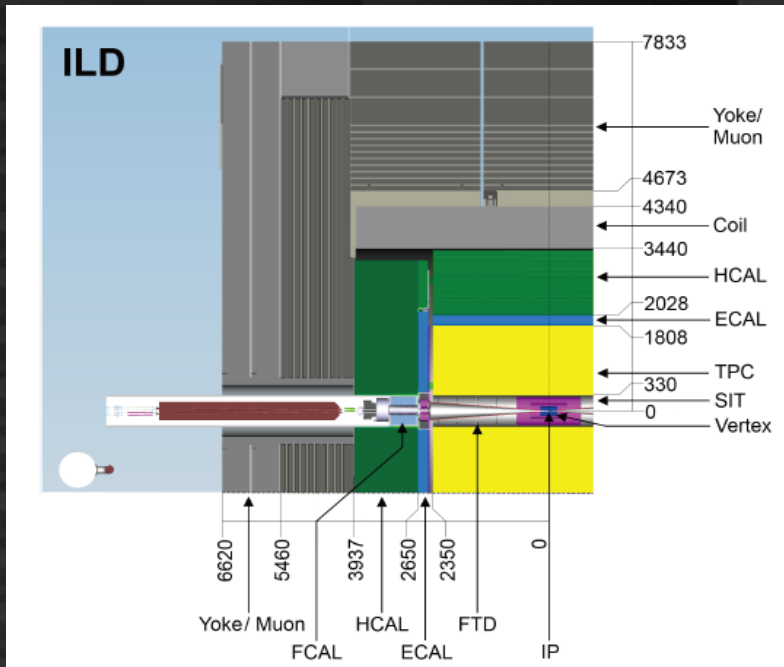 ILD
7833
Yoke/
Muon
4673
4340
Coil
3440
HCAL
2028
ECAL
1808
TPC
330
SIT
0
Vertex
6620
5460
3937
2650
2350
0
Yoke/ Muon
HCAL
FTD
FCAL
ECAL
IP